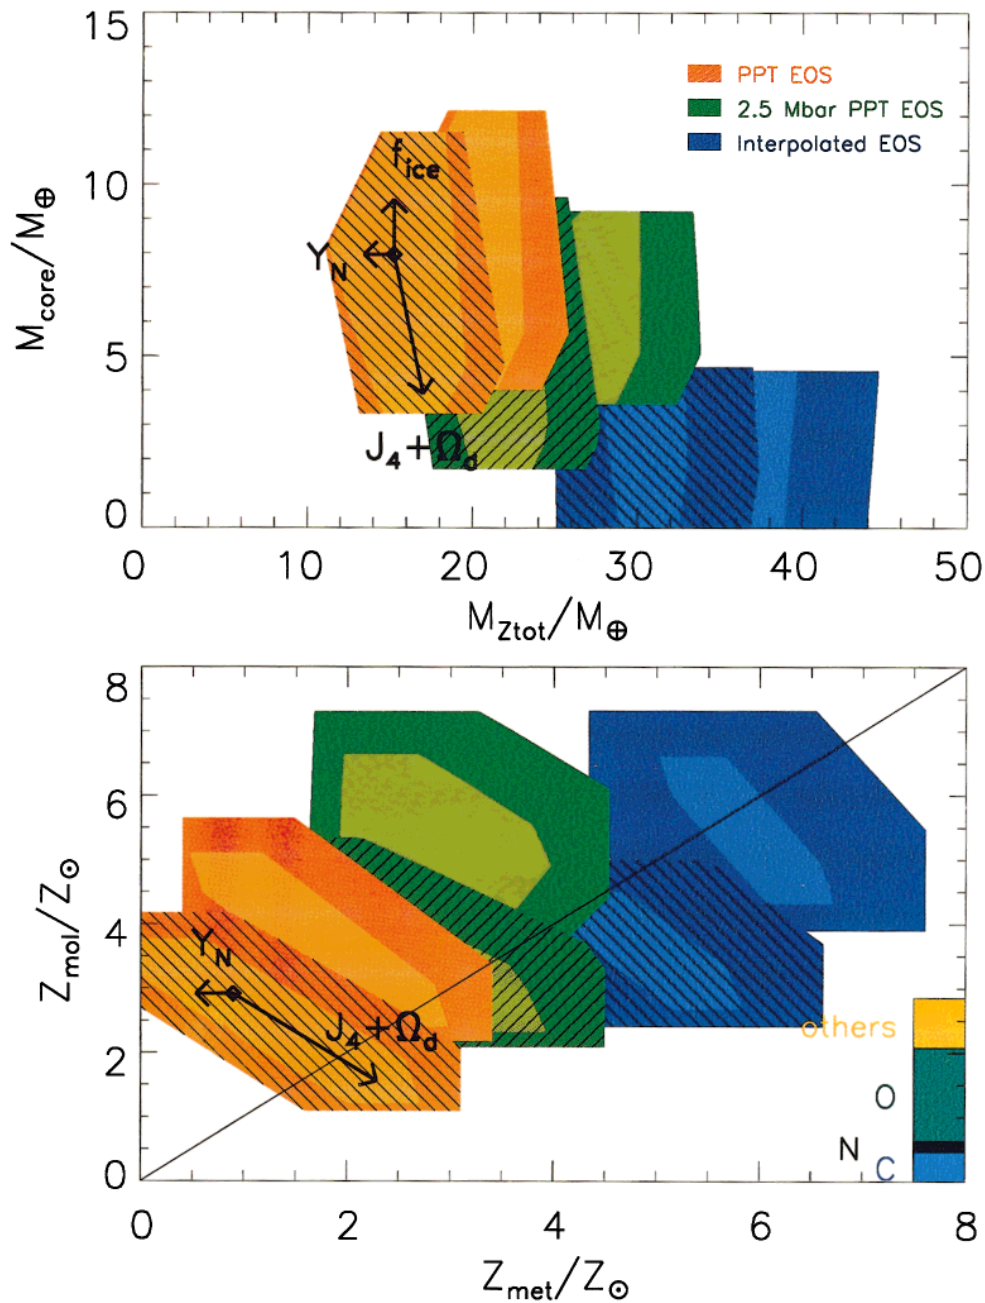 15
10
5
0
M_core/M_⊕
PPT EOS
2.5 Mbar PPT EOS
Interpolated EOS
f_ice
Y_N
J_4+Ω_d
0 10 20 30 40 50
M_Ztot/M_⊕
8
6
4
2
0
Z_mol/Z_⊙
Y_N
J_4+Ω_d
others
O
N
C
0 2 4 6 8
Z_met/Z_⊙